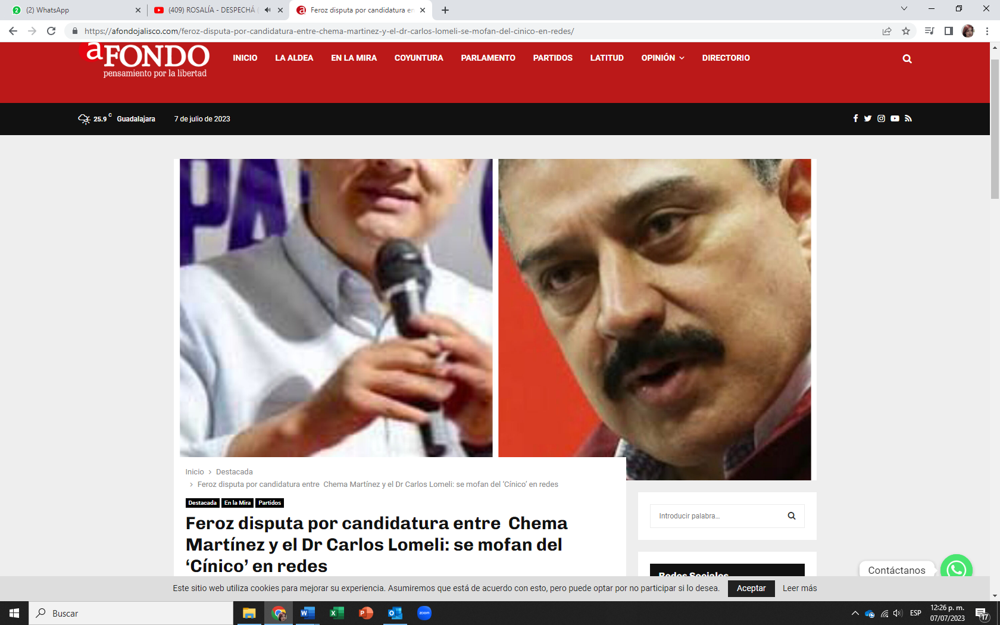 (2) WhatsApp
(409) ROSALÍA - DESPECHÁ
Feroz disputa por candidatura en
https://afondojalisco.com/feroz-disputa-por-candidatura-entre-chema-martinez-y-el-dr-carlos-lomeli-se-mofan-del-cinico-en-redes/
aFONDO
pensamiento por la libertad
INICIO LA ALDEA EN LA MIRA COYUNTURA PARLAMENTO PARTIDOS LATITUD OPINIÓN DIRECTORIO
25.9 C Guadalajara 7 de julio de 2023
PA
Inicio > Destacada
> Feroz disputa por candidatura entre Chema Martínez y el Dr Carlos Lomeli: se mofan del ‘Cínico’ en redes
Destacada En la Mira Partidos
Feroz disputa por candidatura entre Chema
Martínez y el Dr Carlos Lomeli: se mofan del
‘Cínico’ en redes
Introducir palabra...
Redes Sociales
Contáctanos
Este sitio web utiliza cookies para mejorar su experiencia. Asumiremos que está de acuerdo con esto, pero puede optar por no participar si lo desea. Aceptar Leer más
Buscar
zoom
ESP
12:26 p. m.
07/07/2023
17